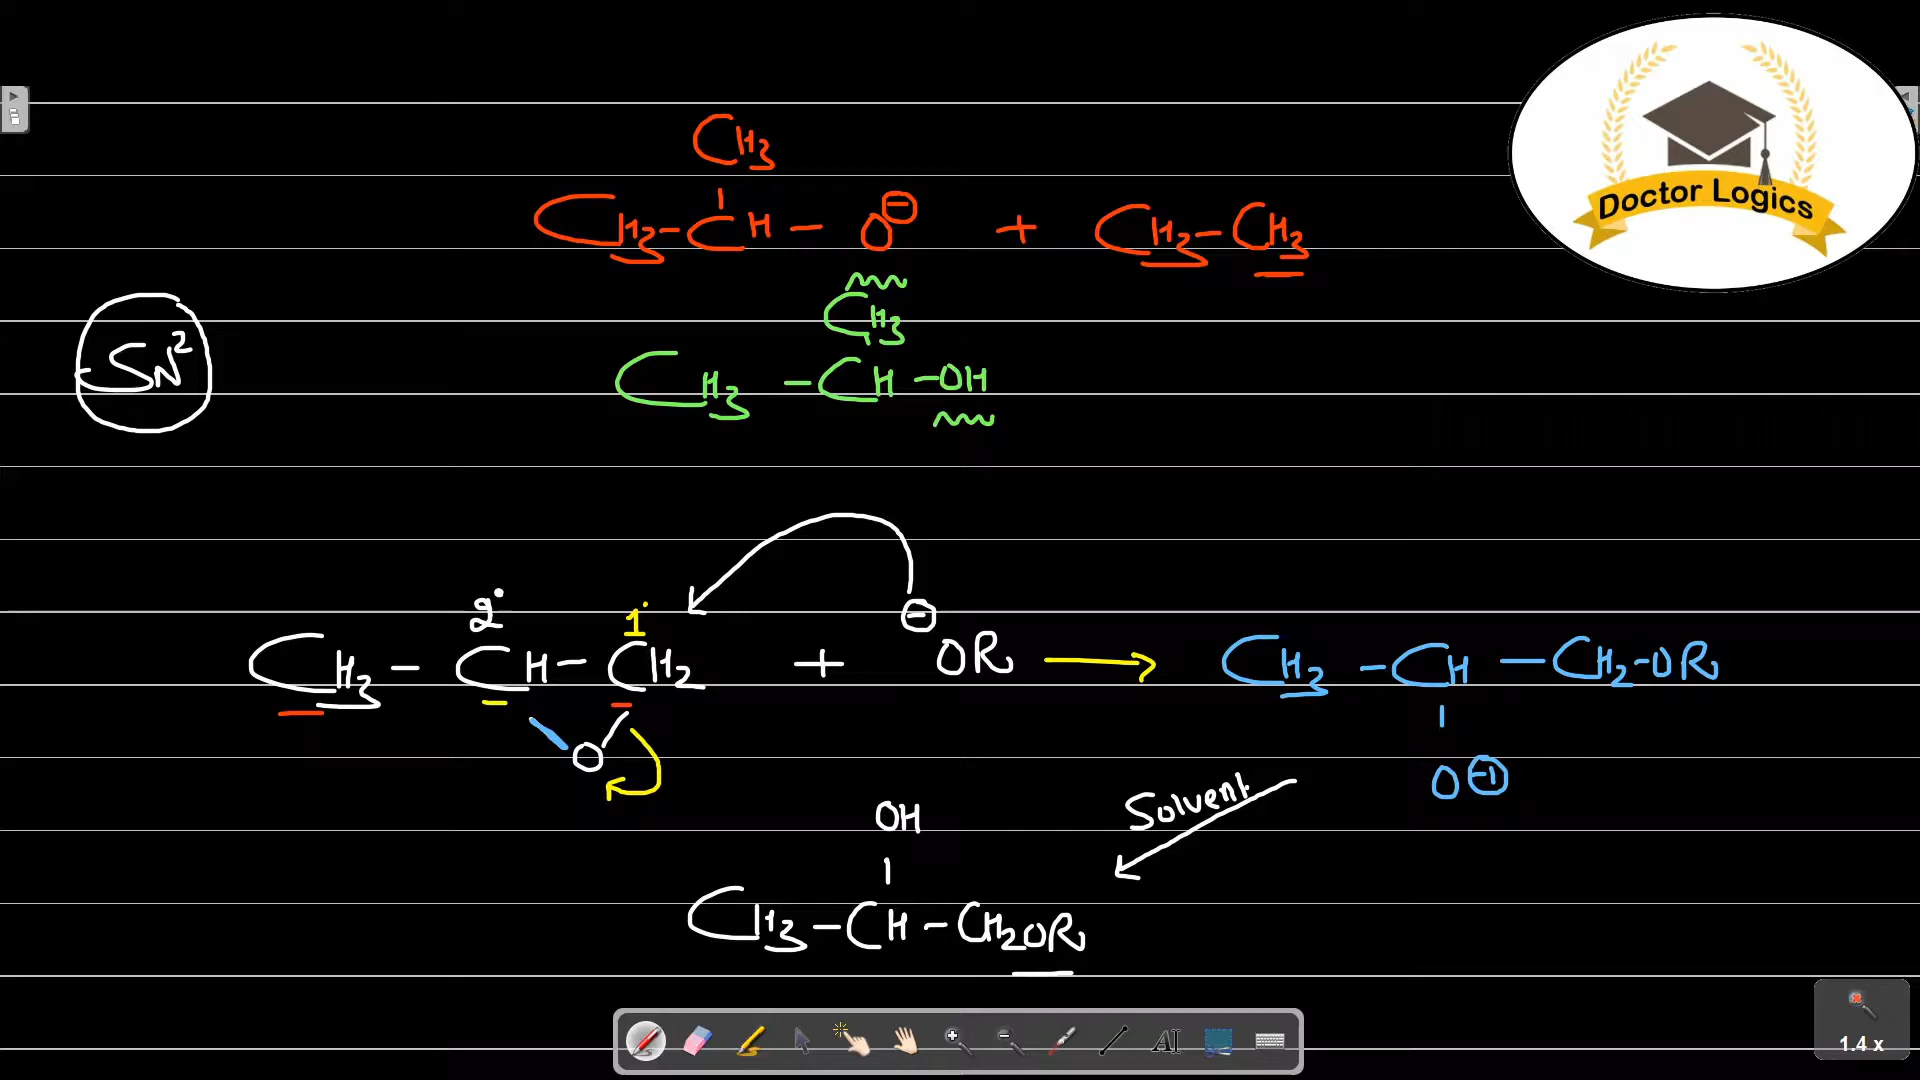 CH3
CH3 - CH - O⊖ + CH3 - CH3
CH3
SN2
CH3 - CH - OH
2° 1° ⊖
CH3 - CH - CH2 + OR → CH3 - CH - CH2 - OR
O O⊖
Solvent
OH
CH3 - CH - CH2OR
Doctor Logics
AI
1.4 x